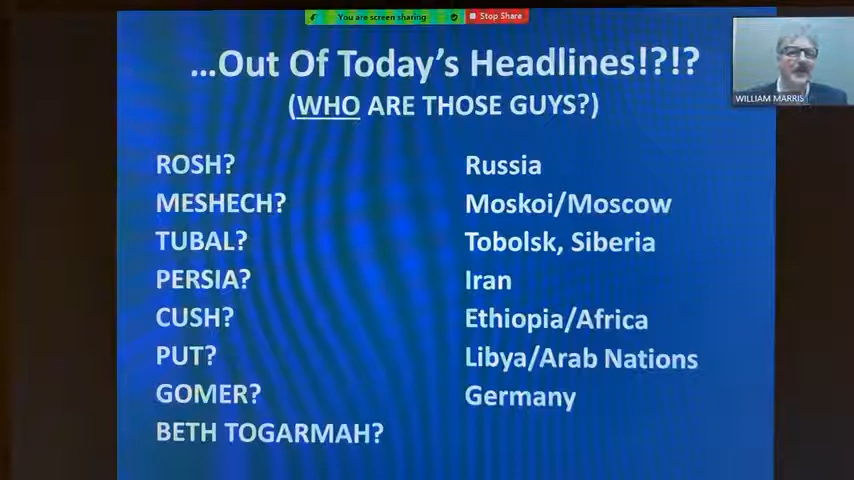 You are screen sharing
Stop Share
...Out Of Today's Headlines!?!?
(WHO ARE THOSE GUYS?)
WILLIAM MARRIS
ROSH? Russia
MESHECH? Moskoi/Moscow
TUBAL? Tobolsk, Siberia
PERSIA? Iran
CUSH? Ethiopia/Africa
PUT? Libya/Arab Nations
GOMER? Germany
BETH TOGARMAH?